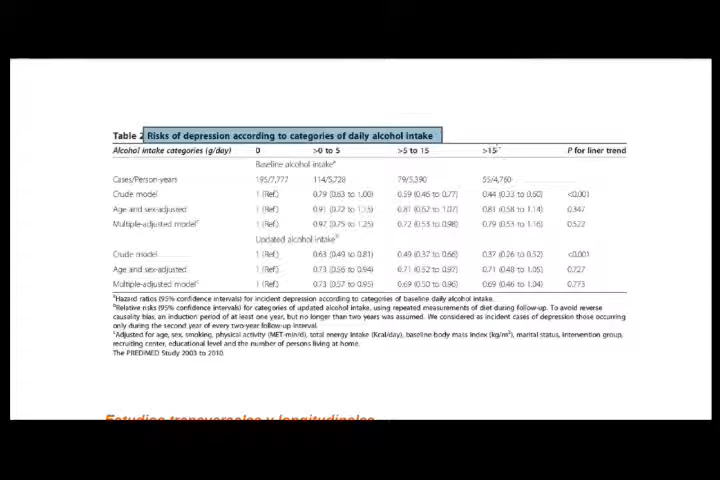 Table 2 Risks of depression according to categories of daily alcohol intake
Alcohol intake categories (g/day) 0 >0 to 5 >5 to 15 >15 P for liner trend
Baseline alcohol intakeᵃ
Cases/Person-years 195/7,777 114/5,728 79/5,390 55/4,760
Crude model 1 (Ref.) 0.79 (0.63 to 1.00) 0.59 (0.46 to 0.77) 0.44 (0.33 to 0.60) <0.001
Age and sex-adjusted 1 (Ref.) 0.91 (0.72 to 1.15) 0.81 (0.62 to 1.07) 0.81 (0.58 to 1.14) 0.347
Multiple-adjusted modelᶜ 1 (Ref.) 0.97 (0.75 to 1.25) 0.72 (0.53 to 0.98) 0.79 (0.53 to 1.16) 0.522
Updated alcohol intakeᵇ
Crude model 1 (Ref.) 0.63 (0.49 to 0.81) 0.49 (0.37 to 0.66) 0.37 (0.26 to 0.52) <0.001
Age and sex-adjusted 1 (Ref.) 0.73 (0.56 to 0.94) 0.71 (0.52 to 0.97) 0.71 (0.48 to 1.05) 0.727
Multiple-adjusted modelᶜ 1 (Ref.) 0.73 (0.57 to 0.95) 0.69 (0.50 to 0.96) 0.69 (0.46 to 1.04) 0.773
ᵃHazard ratios (95% confidence intervals) for incident depression according to categories of baseline daily alcohol intake.
ᵇRelative risks (95% confidence intervals) for categories of updated alcohol intake, using repeated measurements of diet during follow-up. To avoid reverse
causality bias, an induction period of at least one year, but no longer than two years was assumed. We considered as incident cases of depression those occurring
only during the second year of every two-year follow-up interval.
ᶜAdjusted for age, sex, smoking, physical activity (MET-min/d), total energy intake (Kcal/day), baseline body mass index (kg/m²), marital status, intervention group,
recruiting center, educational level and the number of persons living at home.
The PREDIMED Study 2003 to 2010.
Estudios transversales y longitudinales